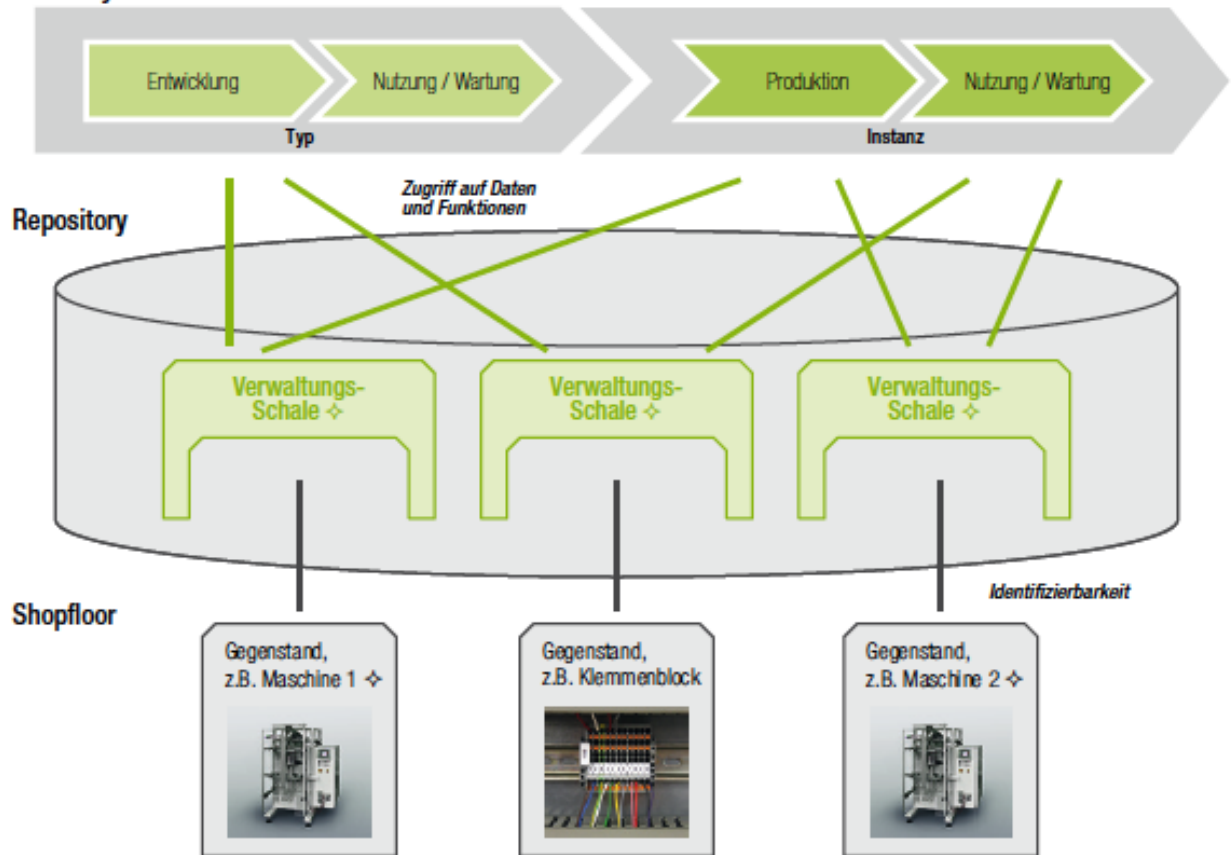 Entwicklung
Nutzung / Wartung
Produktion
Nutzung / Wartung
Typ
Instanz
Zugriff auf Daten
und Funktionen
Repository
Verwaltungs-
Schale ✧
Verwaltungs-
Schale ✧
Verwaltungs-
Schale ✧
Identifizierbarkeit
Shopfloor
Gegenstand,
z.B. Maschine 1 ✧
Gegenstand,
z.B. Klemmenblock
Gegenstand,
z.B. Maschine 2 ✧